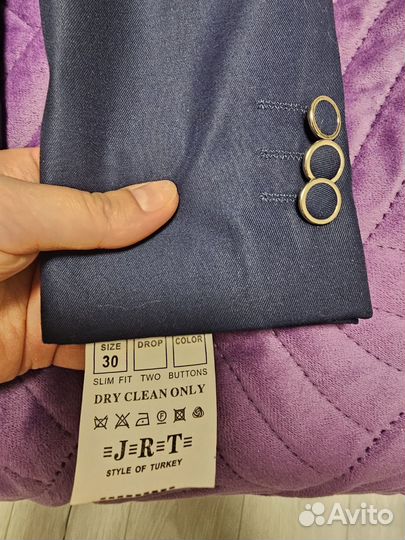 SIZE DROP COLOR
30
SLIM FIT TWO BUTTONS
DRY CLEAN ONLY
P
J.R.T
STYLE OF TURKEY
Avito